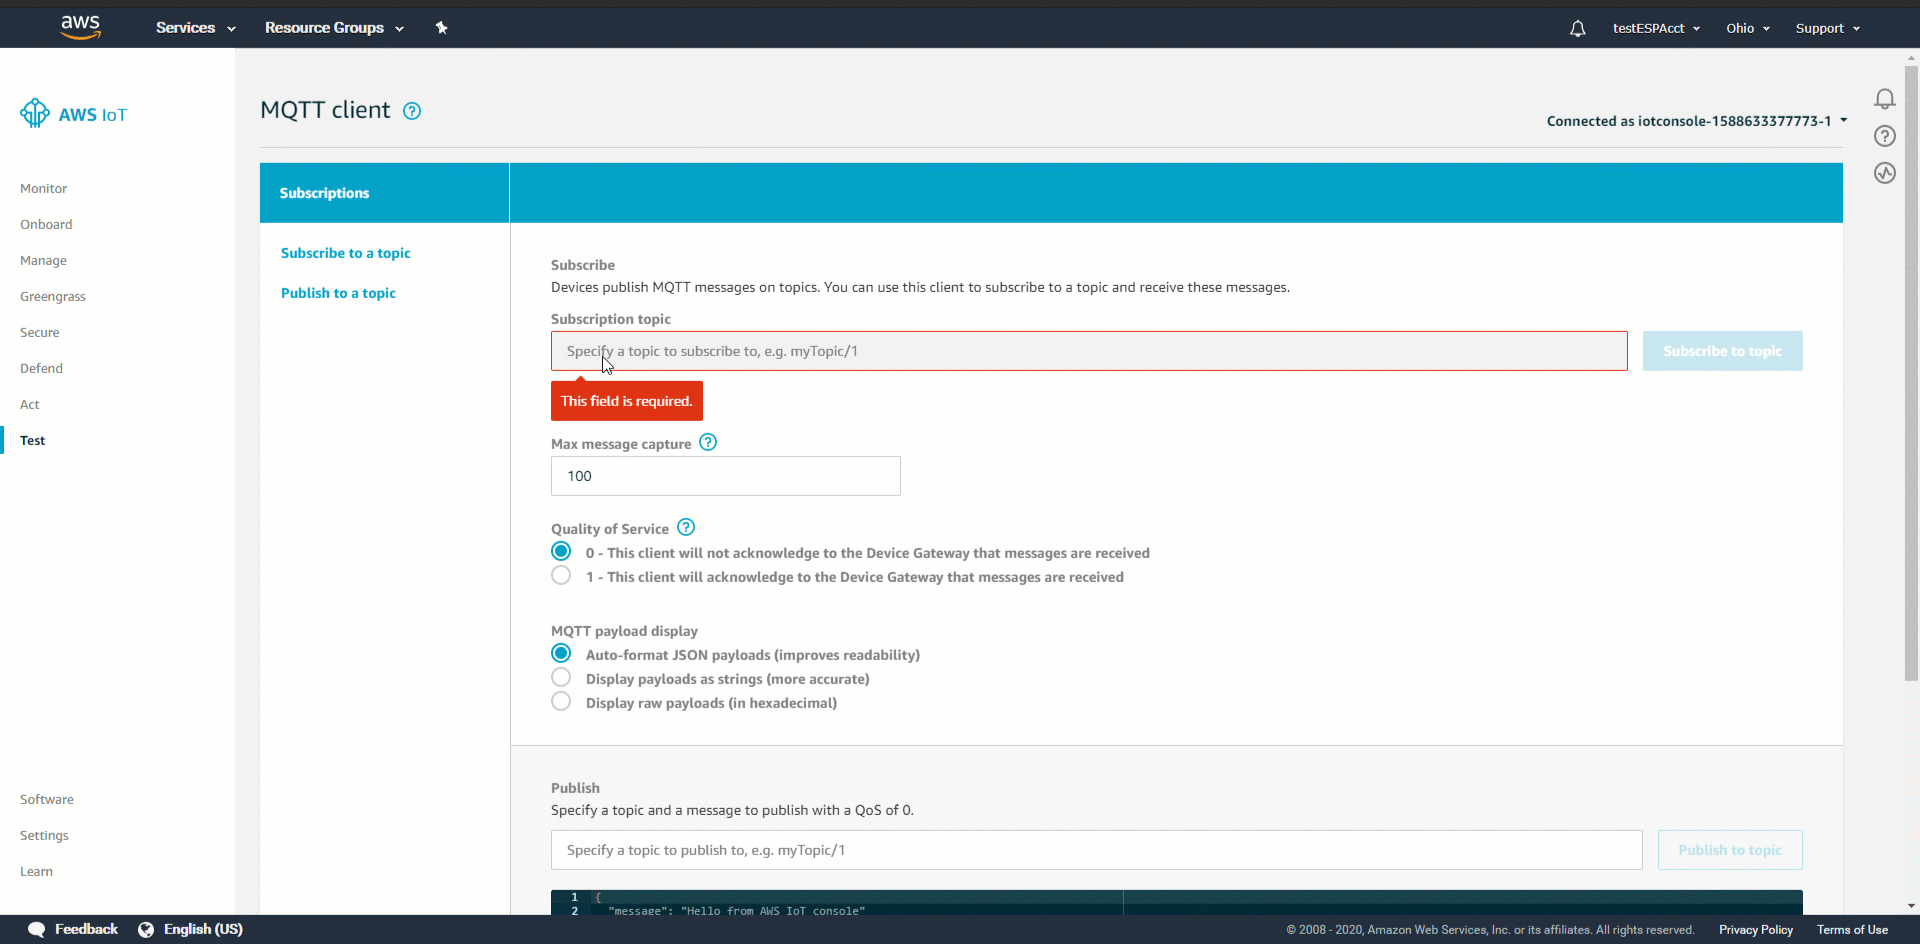 aws
Services
Resource Groups
testESPAcct
Ohio
Support
AWS IoT
Monitor
Onboard
Manage
Greengrass
Secure
Defend
Act
Test
Software
Settings
Learn
MQTT client
Connected as iotconsole-1588633377773-1
Subscriptions
Subscribe to a topic
Publish to a topic
Subscribe
Devices publish MQTT messages on topics. You can use this client to subscribe to a topic and receive these messages.
Subscription topic
Specify a topic to subscribe to, e.g. myTopic/1
Subscribe to topic
This field is required.
Max message capture
100
Quality of Service
0 - This client will not acknowledge to the Device Gateway that messages are received
1 - This client will acknowledge to the Device Gateway that messages are received
MQTT payload display
Auto-format JSON payloads (improves readability)
Display payloads as strings (more accurate)
Display raw payloads (in hexadecimal)
Publish
Specify a topic and a message to publish with a QoS of 0.
Specify a topic to publish to, e.g. myTopic/1
Publish to topic
1 {
2 "message": "Hello from AWS IoT console"
Feedback
English (US)
© 2008 - 2020, Amazon Web Services, Inc. or its affiliates. All rights reserved.
Privacy Policy
Terms of Use